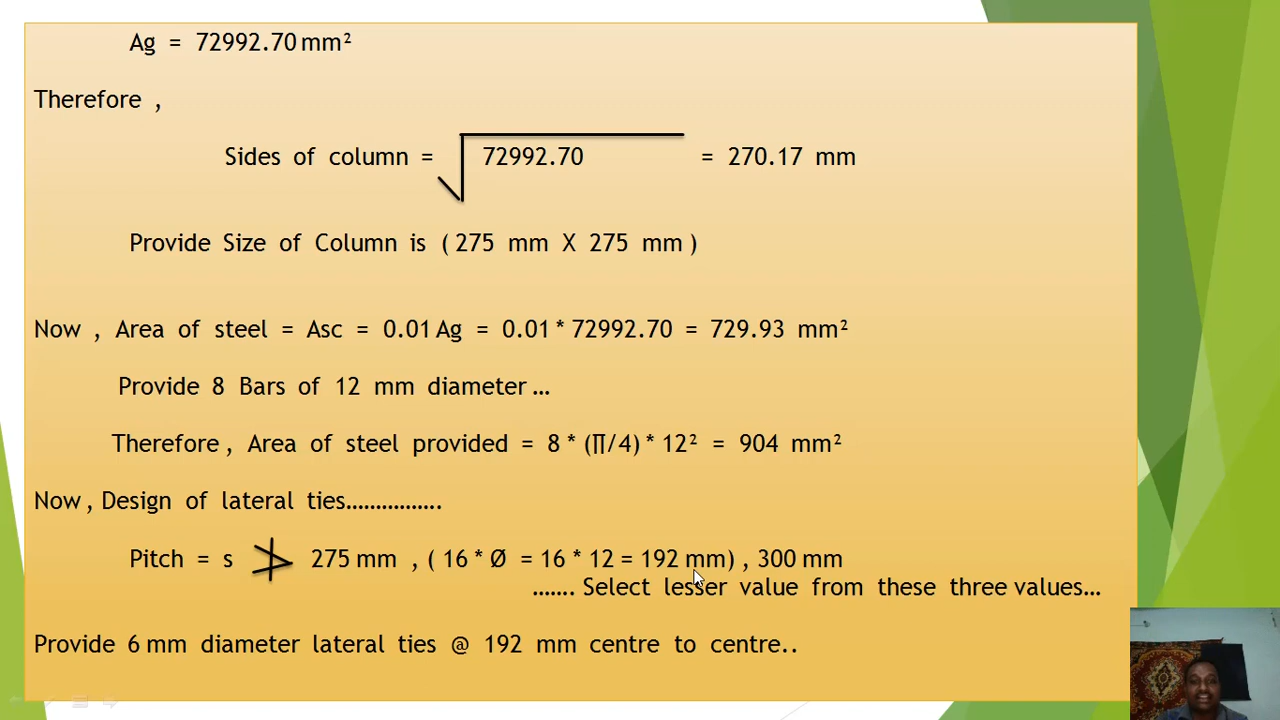 Ag = 72992.70 mm²
Therefore ,
Sides of column = √72992.70 = 270.17 mm
Provide Size of Column is ( 275 mm X 275 mm )
Now , Area of steel = Asc = 0.01 Ag = 0.01 * 72992.70 = 729.93 mm²
Provide 8 Bars of 12 mm diameter ...
Therefore , Area of steel provided = 8 * (∏/4) * 12² = 904 mm²
Now , Design of lateral ties................
Pitch = s ≯ 275 mm , ( 16 * Ø = 16 * 12 = 192 mm) , 300 mm
....... Select lesser value from these three values...
Provide 6 mm diameter lateral ties @ 192 mm centre to centre..